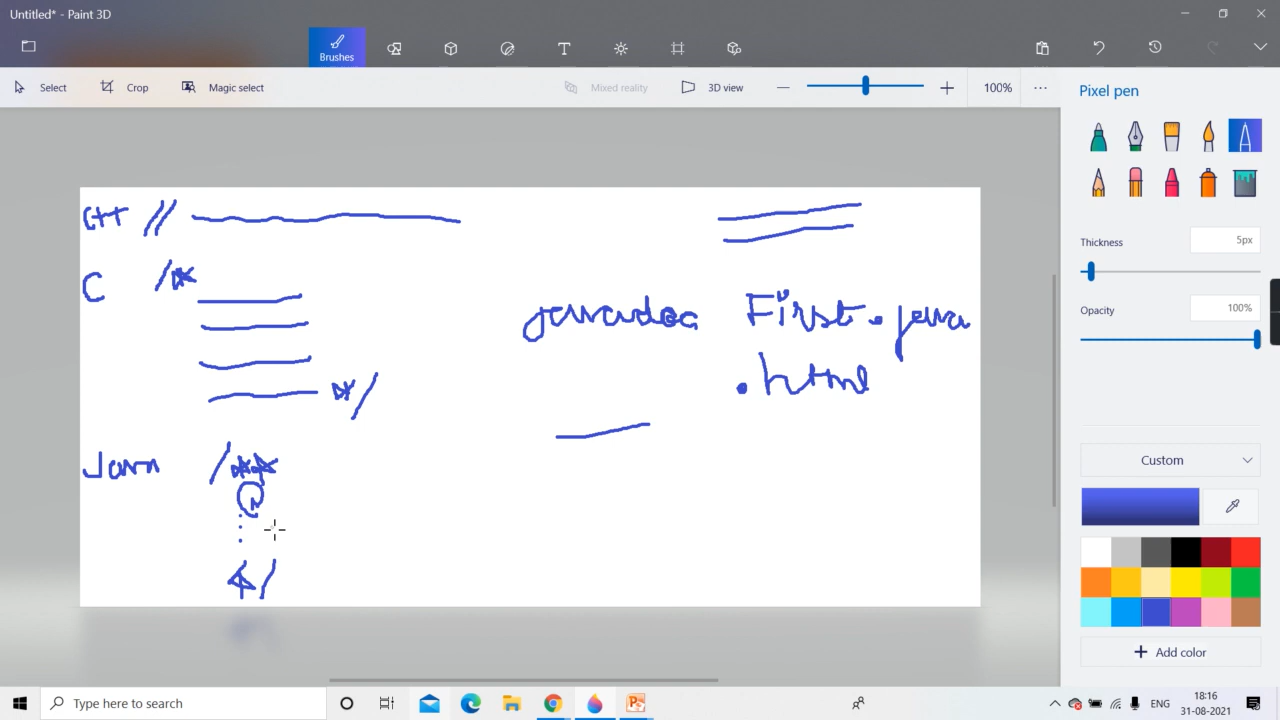 Untitled* - Paint 3D
Brushes
Select Crop Magic select Mixed reality 3D view 100%
Pixel pen
C++ //
Thickness 5px
C /*
Opacity 100%
javadoc First.java
*/
.html
Java /**
@
*/
Custom
Add color
Type here to search
ENG
18:16
31-08-2021